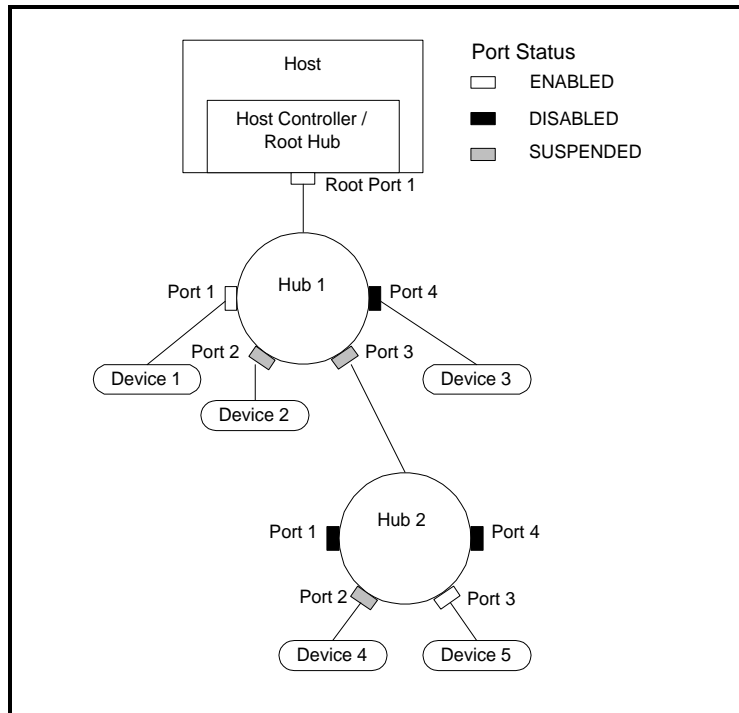 Host
Host Controller /
Root Hub
Root Port 1
Port Status
ENABLED
DISABLED
SUSPENDED
Port 1
Hub 1
Port 4
Port 2
Port 3
Device 1
Device 2
Device 3
Port 1
Hub 2
Port 4
Port 2
Port 3
Device 4
Device 5